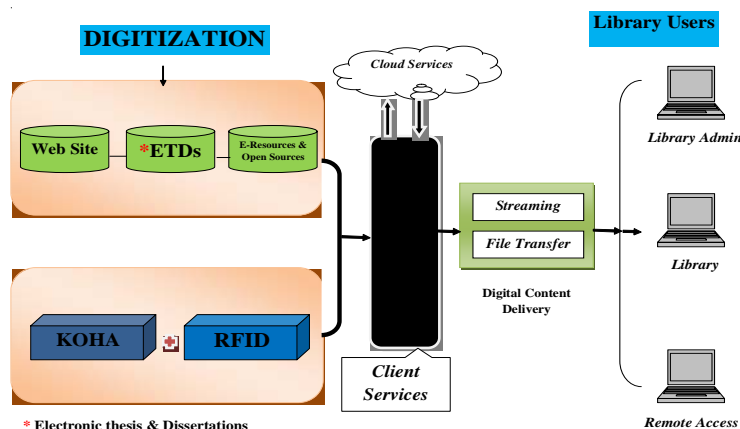 DIGITIZATION
Library Users
Cloud Services
Web Site
*ETDs
E-Resources &
Open Sources
Library Admin
Streaming
File Transfer
Library
Digital Content
Delivery
KOHA
RFID
Client
Services
Remote Access
* Electronic thesis & Dissertations